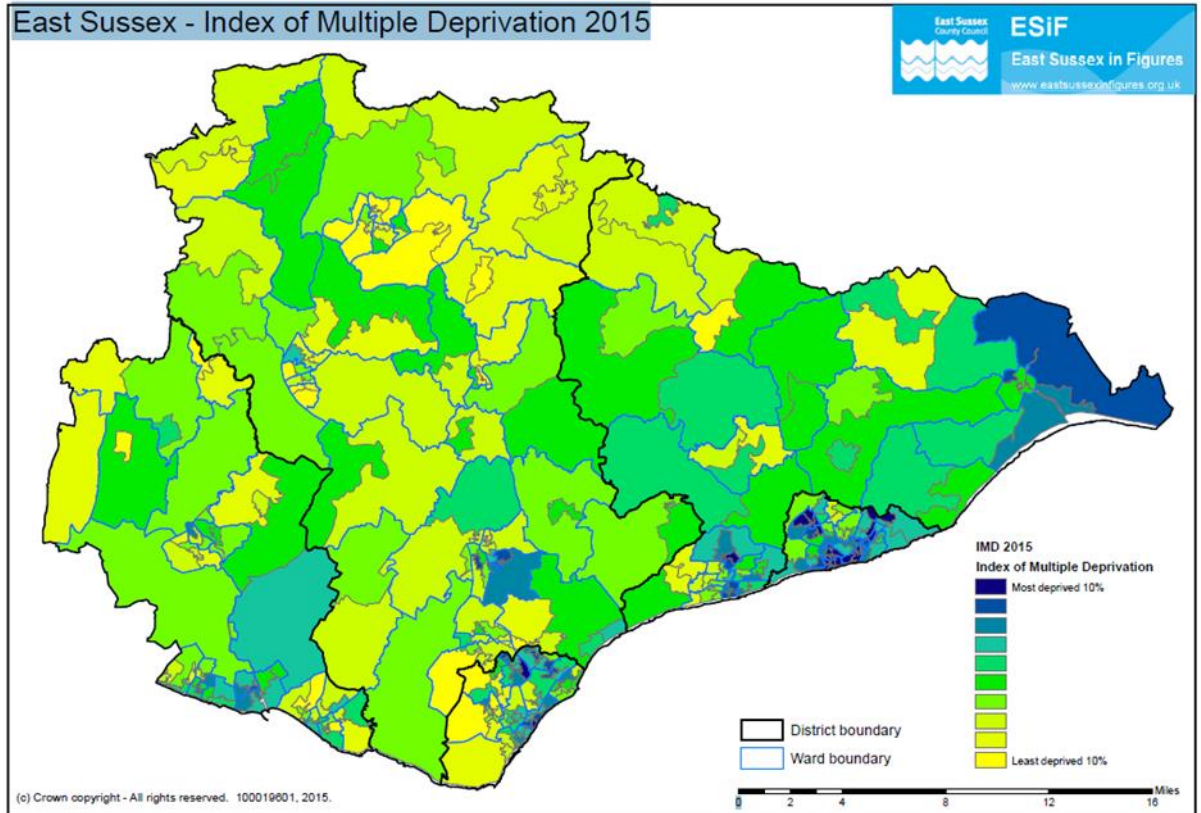 East Sussex - Index of Multiple Deprivation 2015
East Sussex
County Council
ESiF
East Sussex in Figures
www.eastsussexinfigures.org.uk
IMD 2015
Index of Multiple Deprivation
Most deprived 10%
Least deprived 10%
District boundary
Ward boundary
Miles
0 2 4 8 12 16
(c) Crown copyright - All rights reserved. 100019601, 2015.